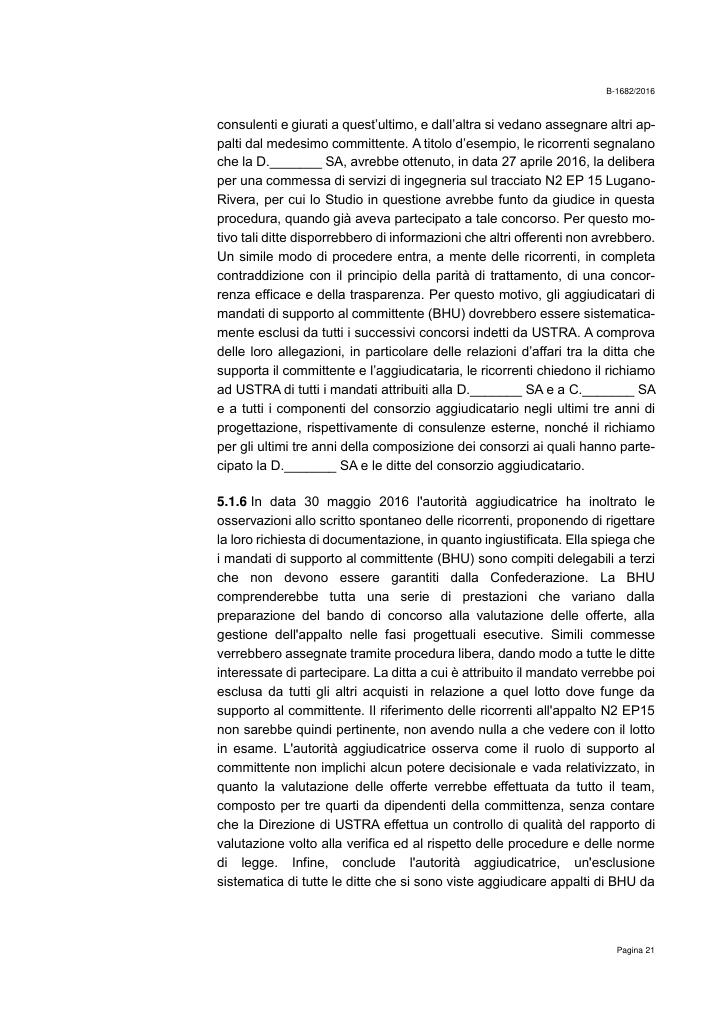 B-1682/2016
consulenti e giurati a quest’ultimo, e dall’altra si vedano assegnare altri ap-
palti dal medesimo committente. A titolo d’esempio, le ricorrenti segnalano
che la D._______ SA, avrebbe ottenuto, in data 27 aprile 2016, la delibera
per una commessa di servizi di ingegneria sul tracciato N2 EP 15 Lugano-
Rivera, per cui lo Studio in questione avrebbe funto da giudice in questa
procedura, quando già aveva partecipato a tale concorso. Per questo mo-
tivo tali ditte disporrebbero di informazioni che altri offerenti non avrebbero.
Un simile modo di procedere entra, a mente delle ricorrenti, in completa
contraddizione con il principio della parità di trattamento, di una concor-
renza efficace e della trasparenza. Per questo motivo, gli aggiudicatari di
mandati di supporto al committente (BHU) dovrebbero essere sistematica-
mente esclusi da tutti i successivi concorsi indetti da USTRA. A comprova
delle loro allegazioni, in particolare delle relazioni d’affari tra la ditta che
supporta il committente e l’aggiudicataria, le ricorrenti chiedono il richiamo
ad USTRA di tutti i mandati attribuiti alla D._______ SA e a C._______ SA
e a tutti i componenti del consorzio aggiudicatario negli ultimi tre anni di
progettazione, rispettivamente di consulenze esterne, nonché il richiamo
per gli ultimi tre anni della composizione dei consorzi ai quali hanno parte-
cipato la D._______ SA e le ditte del consorzio aggiudicatario.
5.1.6 In data 30 maggio 2016 l'autorità aggiudicatrice ha inoltrato le
osservazioni allo scritto spontaneo delle ricorrenti, proponendo di rigettare
la loro richiesta di documentazione, in quanto ingiustificata. Ella spiega che
i mandati di supporto al committente (BHU) sono compiti delegabili a terzi
che non devono essere garantiti dalla Confederazione. La BHU
comprenderebbe tutta una serie di prestazioni che variano dalla
preparazione del bando di concorso alla valutazione delle offerte, alla
gestione dell'appalto nelle fasi progettuali esecutive. Simili commesse
verrebbero assegnate tramite procedura libera, dando modo a tutte le ditte
interessate di partecipare. La ditta a cui è attribuito il mandato verrebbe poi
esclusa da tutti gli altri acquisti in relazione a quel lotto dove funge da
supporto al committente. Il riferimento delle ricorrenti all'appalto N2 EP15
non sarebbe quindi pertinente, non avendo nulla a che vedere con il lotto
in esame. L'autorità aggiudicatrice osserva come il ruolo di supporto al
committente non implichi alcun potere decisionale e vada relativizzato, in
quanto la valutazione delle offerte verrebbe effettuata da tutto il team,
composto per tre quarti da dipendenti della committenza, senza contare
che la Direzione di USTRA effettua un controllo di qualità del rapporto di
valutazione volto alla verifica ed al rispetto delle procedure e delle norme
di legge. Infine, conclude l'autorità aggiudicatrice, un'esclusione
sistematica di tutte le ditte che si sono viste aggiudicare appalti di BHU da
Pagina 21